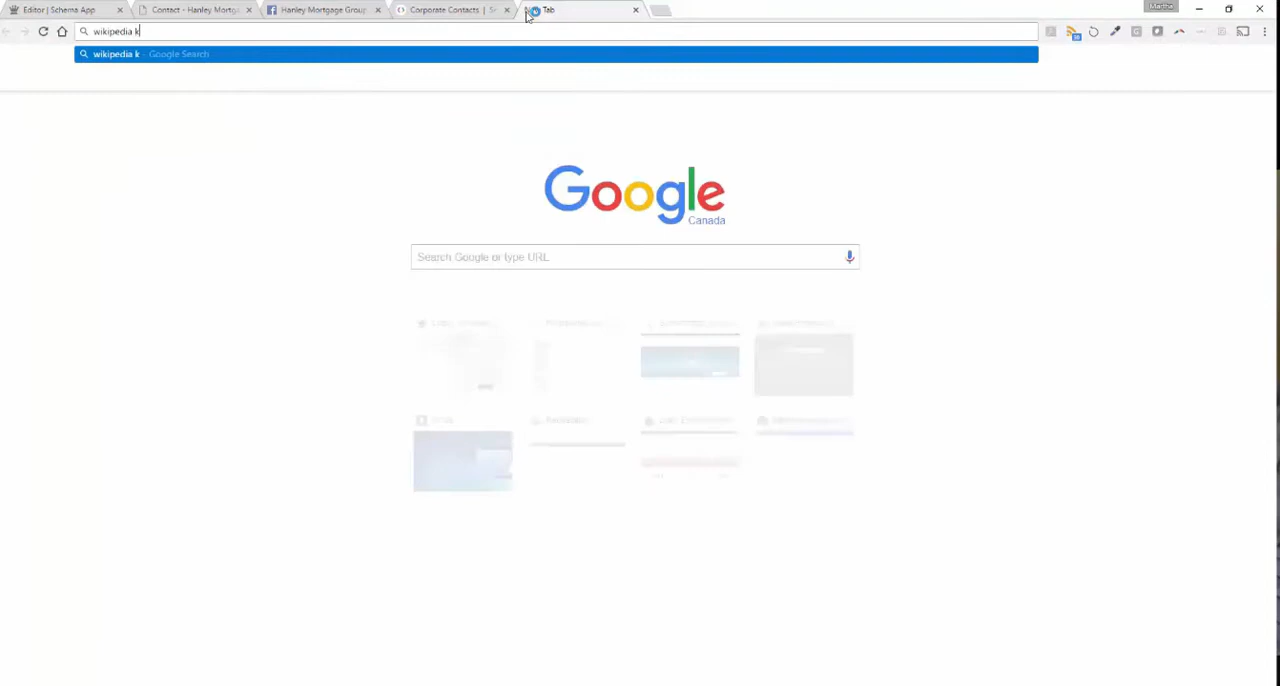 Editor | Schema App
Contact - Hanley Mortg
Hanley Mortgage Group
Corporate Contacts |
Tab
Martha
wikipedia k
wikipedia k - Google Search
Google
Canada
Search Google or type URL